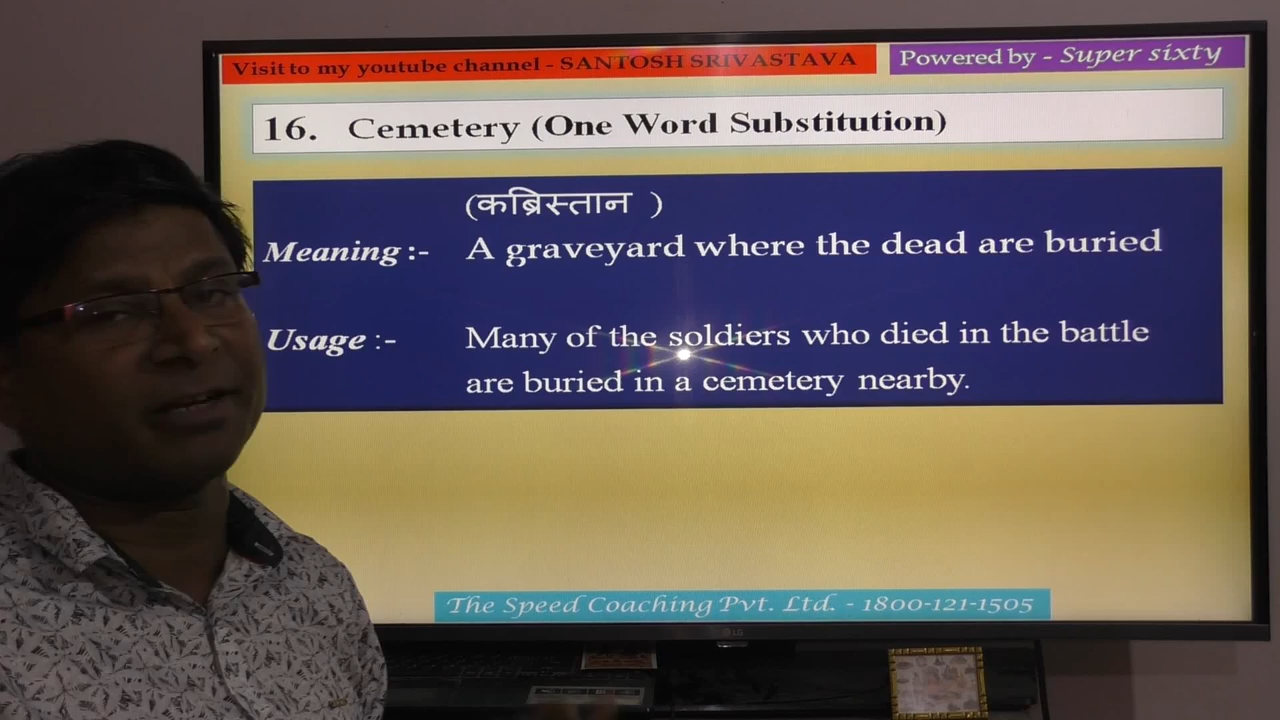 Visit to my youtube channel - SANTOSH SRIVASTAVA
Powered by - Super sixty
16. Cemetery (One Word Substitution)
(कब्रिस्तान )
Meaning :- A graveyard where the dead are buried
Usage :- Many of the soldiers who died in the battle
are buried in a cemetery nearby.
The Speed Coaching Pvt. Ltd. - 1800-121-1505
LG